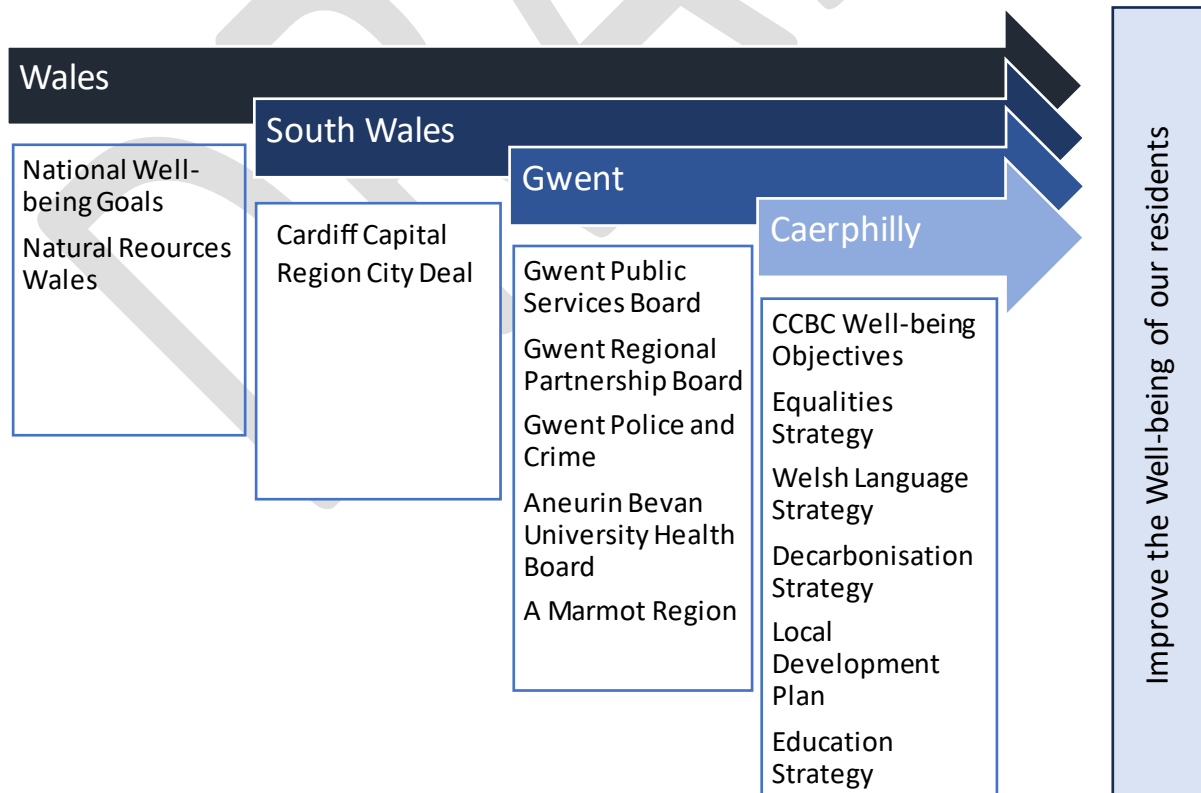 Wales
National Well-
being Goals
Natural Reources
Wales
South Wales
Cardiff Capital
Region City Deal
Gwent
Gwent Public
Services Board
Gwent Regional
Partnership Board
Gwent Police and
Crime
Aneurin Bevan
University Health
Board
A Marmot Region
Caerphilly
CCBC Well-being
Objectives
Equalities
Strategy
Welsh Language
Strategy
Decarbonisation
Strategy
Local
Development
Plan
Education
Strategy
Improve the Well-being of our residents